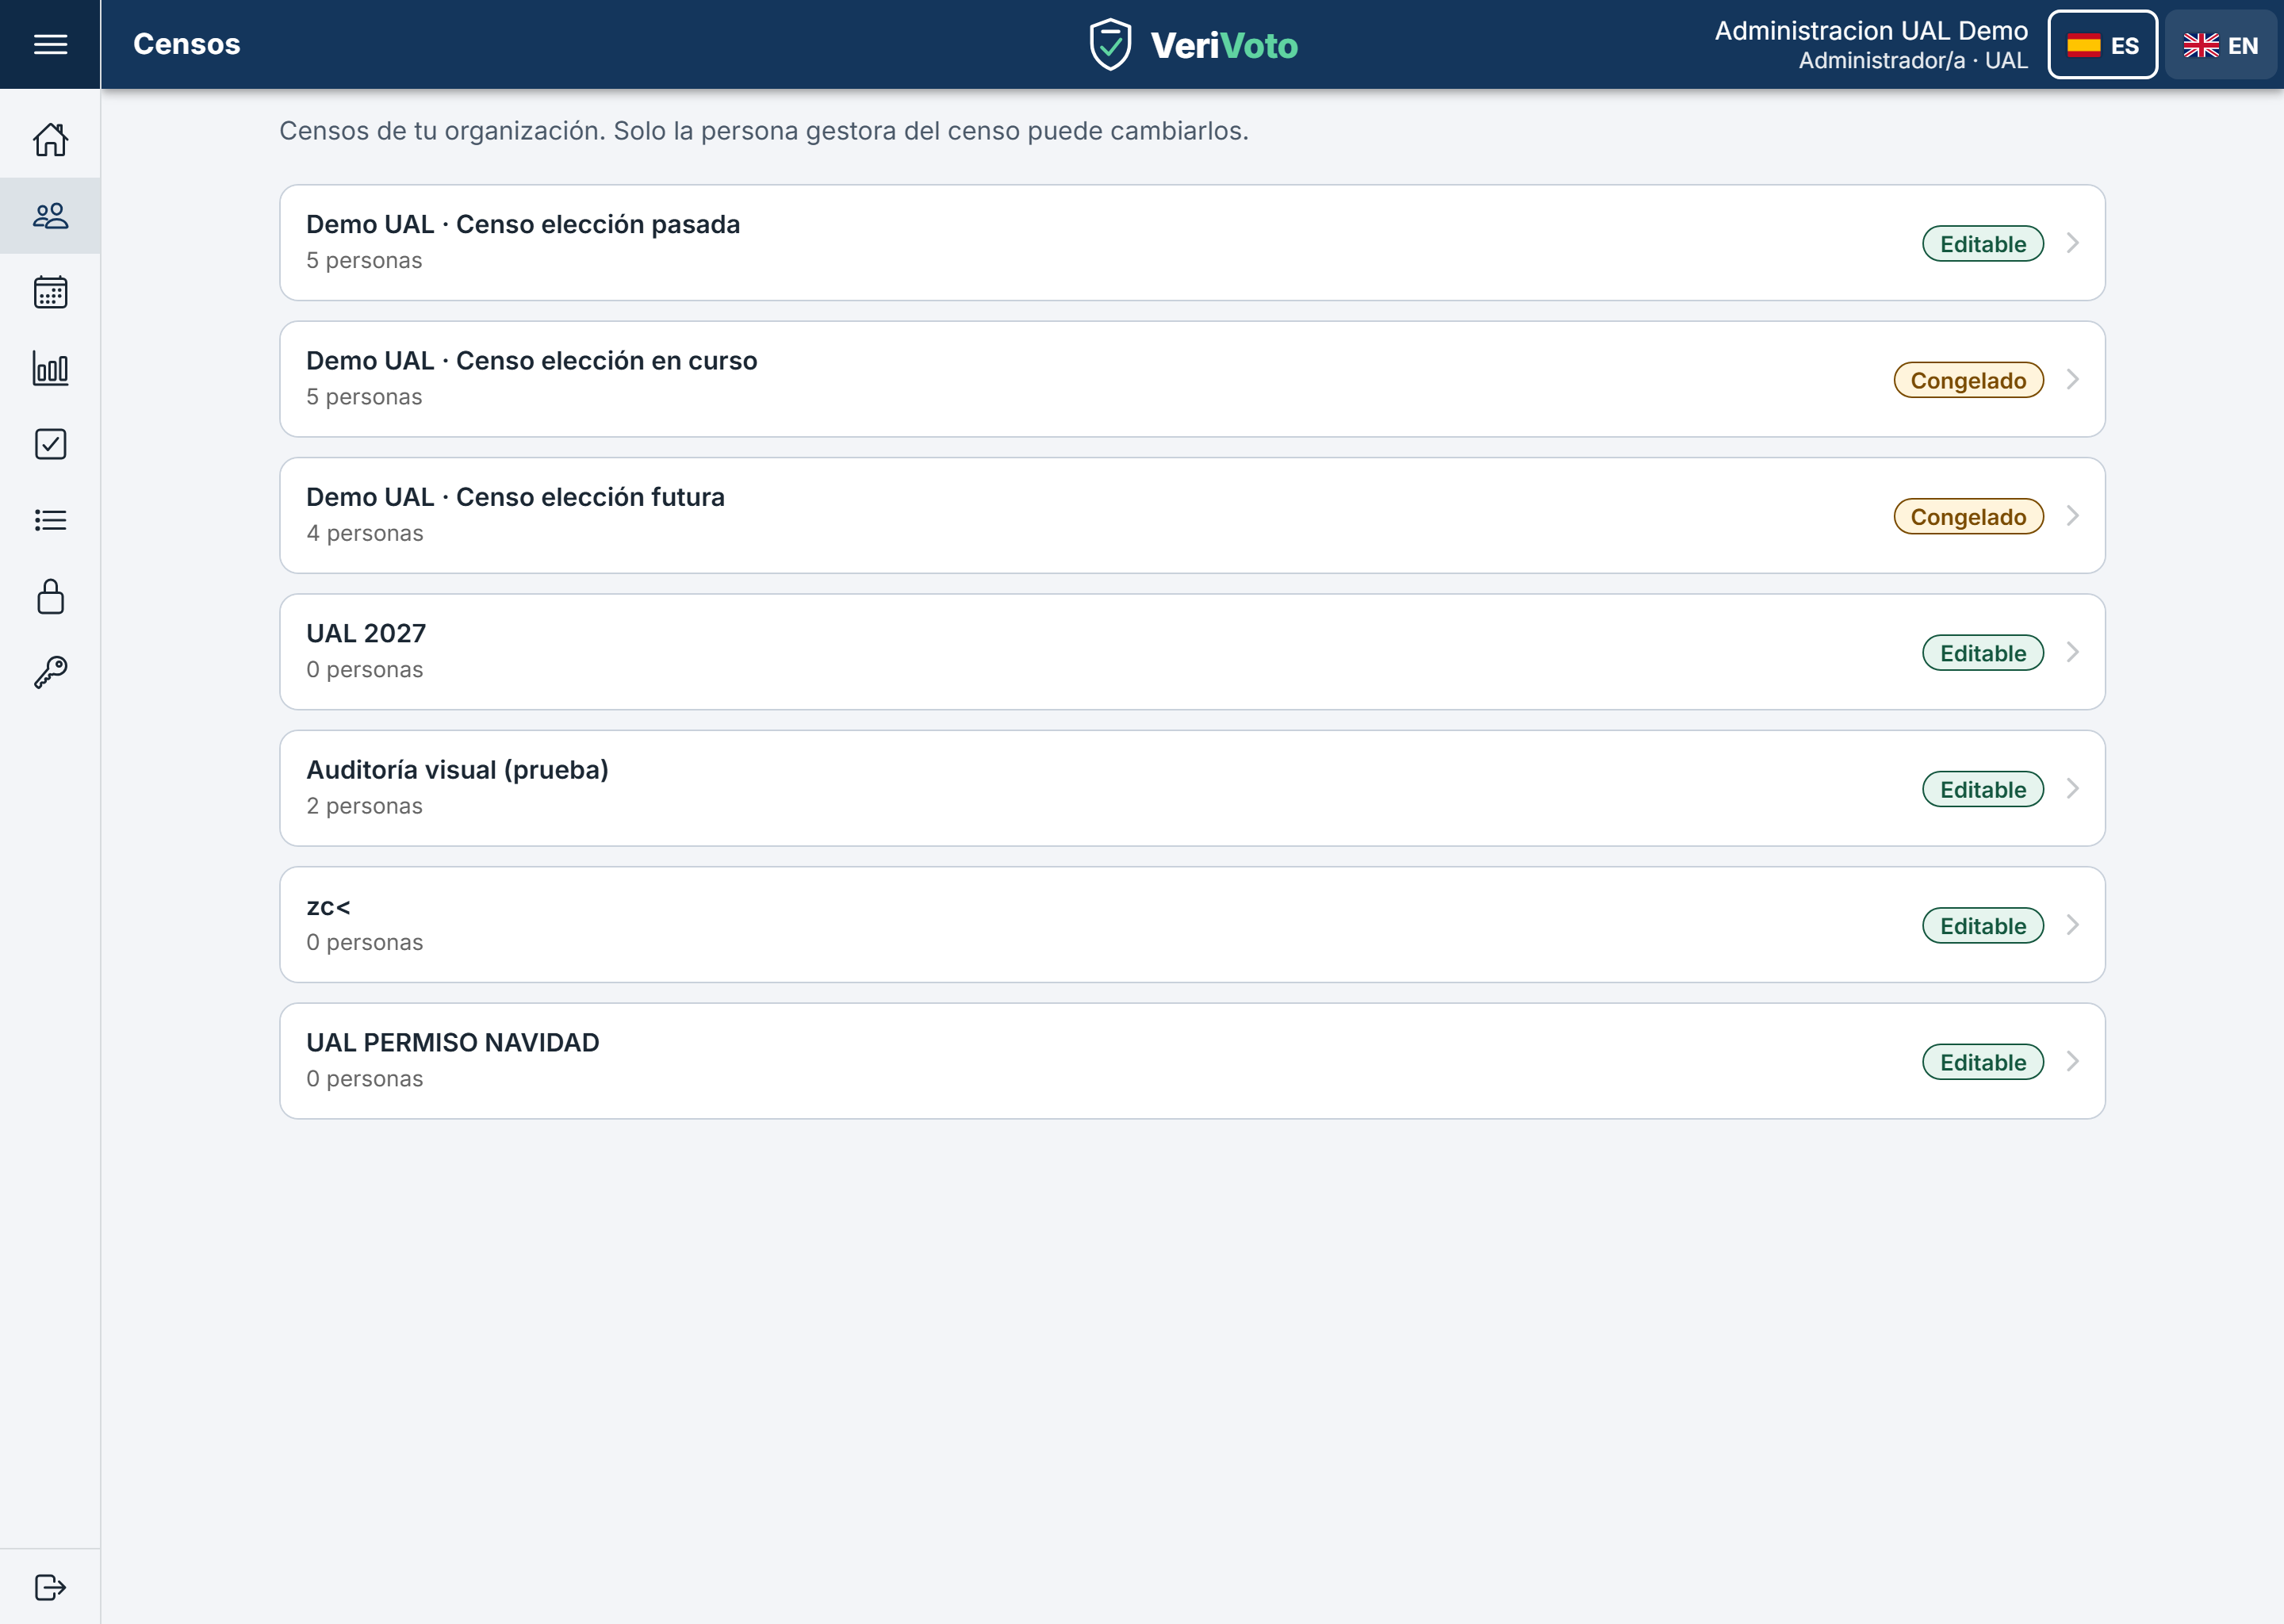 Censos
VeriVoto
Administracion UAL Demo
Administrador/a · UAL
ES
EN
Censos de tu organización. Solo la persona gestora del censo puede cambiarlos.
Demo UAL · Censo elección pasada
5 personas
Editable
Demo UAL · Censo elección en curso
5 personas
Congelado
Demo UAL · Censo elección futura
4 personas
Congelado
UAL 2027
0 personas
Editable
Auditoría visual (prueba)
2 personas
Editable
zc<
0 personas
Editable
UAL PERMISO NAVIDAD
0 personas
Editable